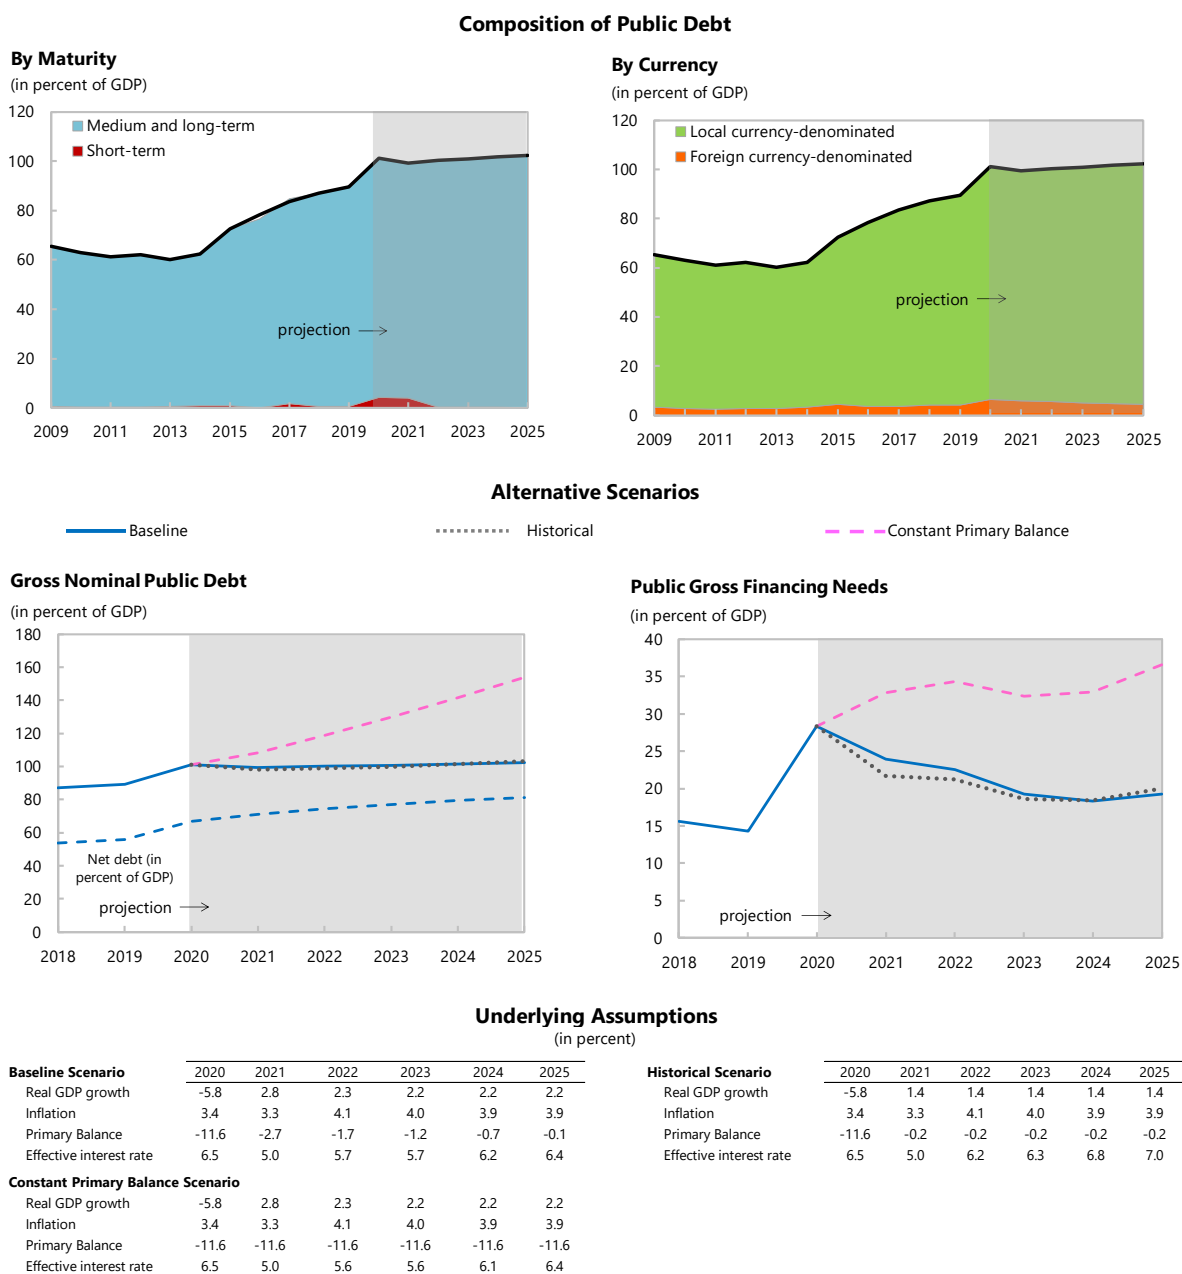 Composition of Public Debt
By Maturity
(in percent of GDP)
120
100
80
60
40
20
0
Medium and long-term
Short-term
projection
2009 2011 2013 2015 2017 2019 2021 2023 2025
By Currency
(in percent of GDP)
120
100
80
60
40
20
0
Local currency-denominated
Foreign currency-denominated
projection
2009 2011 2013 2015 2017 2019 2021 2023 2025
Alternative Scenarios
Baseline Historical Constant Primary Balance
Gross Nominal Public Debt
(in percent of GDP)
180
160
140
120
100
80
60
40
20
0
Net debt (in
percent of GDP)
projection
2018 2019 2020 2021 2022 2023 2024 2025
Public Gross Financing Needs
(in percent of GDP)
40
35
30
25
20
15
10
5
0
projection
2018 2019 2020 2021 2022 2023 2024 2025
Underlying Assumptions
(in percent)
Baseline Scenario 2020 2021 2022 2023 2024 2025
Real GDP growth -5.8 2.8 2.3 2.2 2.2 2.2
Inflation 3.4 3.3 4.1 4.0 3.9 3.9
Primary Balance -11.6 -2.7 -1.7 -1.2 -0.7 -0.1
Effective interest rate 6.5 5.0 5.7 5.7 6.2 6.4
Constant Primary Balance Scenario
Real GDP growth -5.8 2.8 2.3 2.2 2.2 2.2
Inflation 3.4 3.3 4.1 4.0 3.9 3.9
Primary Balance -11.6 -11.6 -11.6 -11.6 -11.6 -11.6
Effective interest rate 6.5 5.0 5.6 5.6 6.1 6.4
Historical Scenario 2020 2021 2022 2023 2024 2025
Real GDP growth -5.8 1.4 1.4 1.4 1.4 1.4
Inflation 3.4 3.3 4.1 4.0 3.9 3.9
Primary Balance -11.6 -0.2 -0.2 -0.2 -0.2 -0.2
Effective interest rate 6.5 5.0 6.2 6.3 6.8 7.0